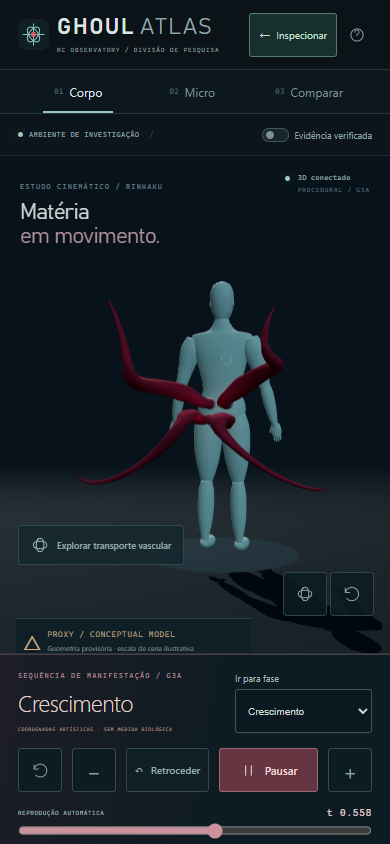 GHOUL ATLAS
RC OBSERVATORY / DIVISÃO DE PESQUISA
← Inspecionar
01 Corpo
02 Micro
03 Comparar
AMBIENTE DE INVESTIGAÇÃO /
Evidência verificada
ESTUDO CINEMÁTICO / RINKAKU
3D conectado
PROCEDURAL / G3A
Matéria
em movimento.
Explorar transporte vascular
PROXY / CONCEPTUAL MODEL
Geometria provisória · escala de cena ilustrativa
SEQUÊNCIA DE MANIFESTAÇÃO / G3A
Crescimento
COORDENADAS ARTÍSTICAS · SEM MEDIDA BIOLÓGICA
Ir para fase
Crescimento
−
↶ Retroceder
Pausar
+
REPRODUÇÃO AUTOMÁTICA
t 0.558